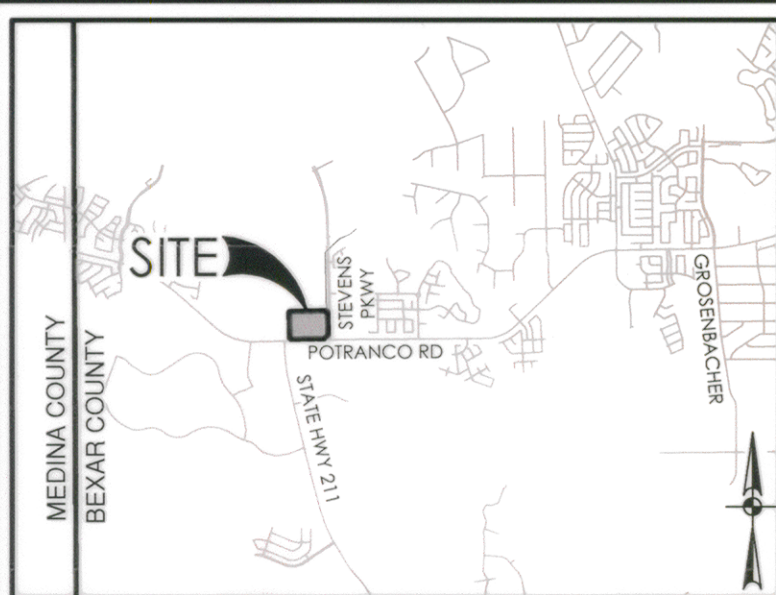 SITE
STEVENS
PKWY
POTRANCO RD
STATE HWY 211
GROSENBACHER
MEDINA COUNTY
BEXAR COUNTY